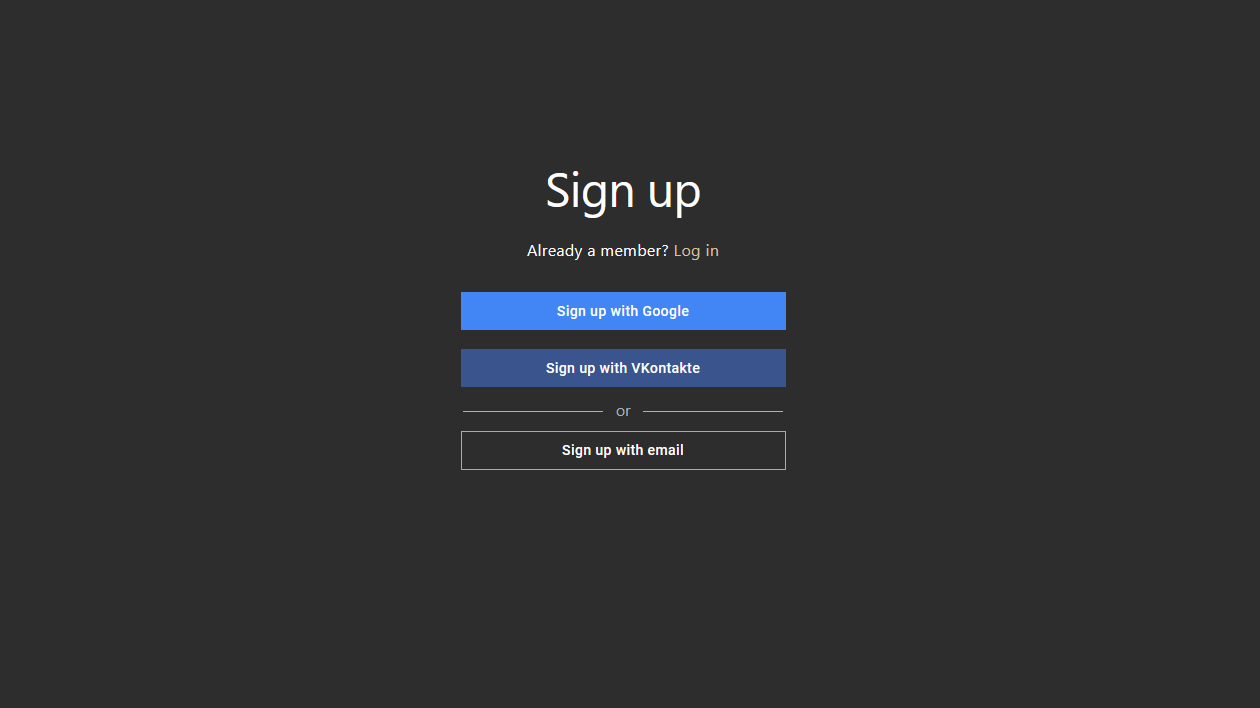 Sign up
Already a member? Log in
Sign up with Google
Sign up with VKontakte
or
Sign up with email